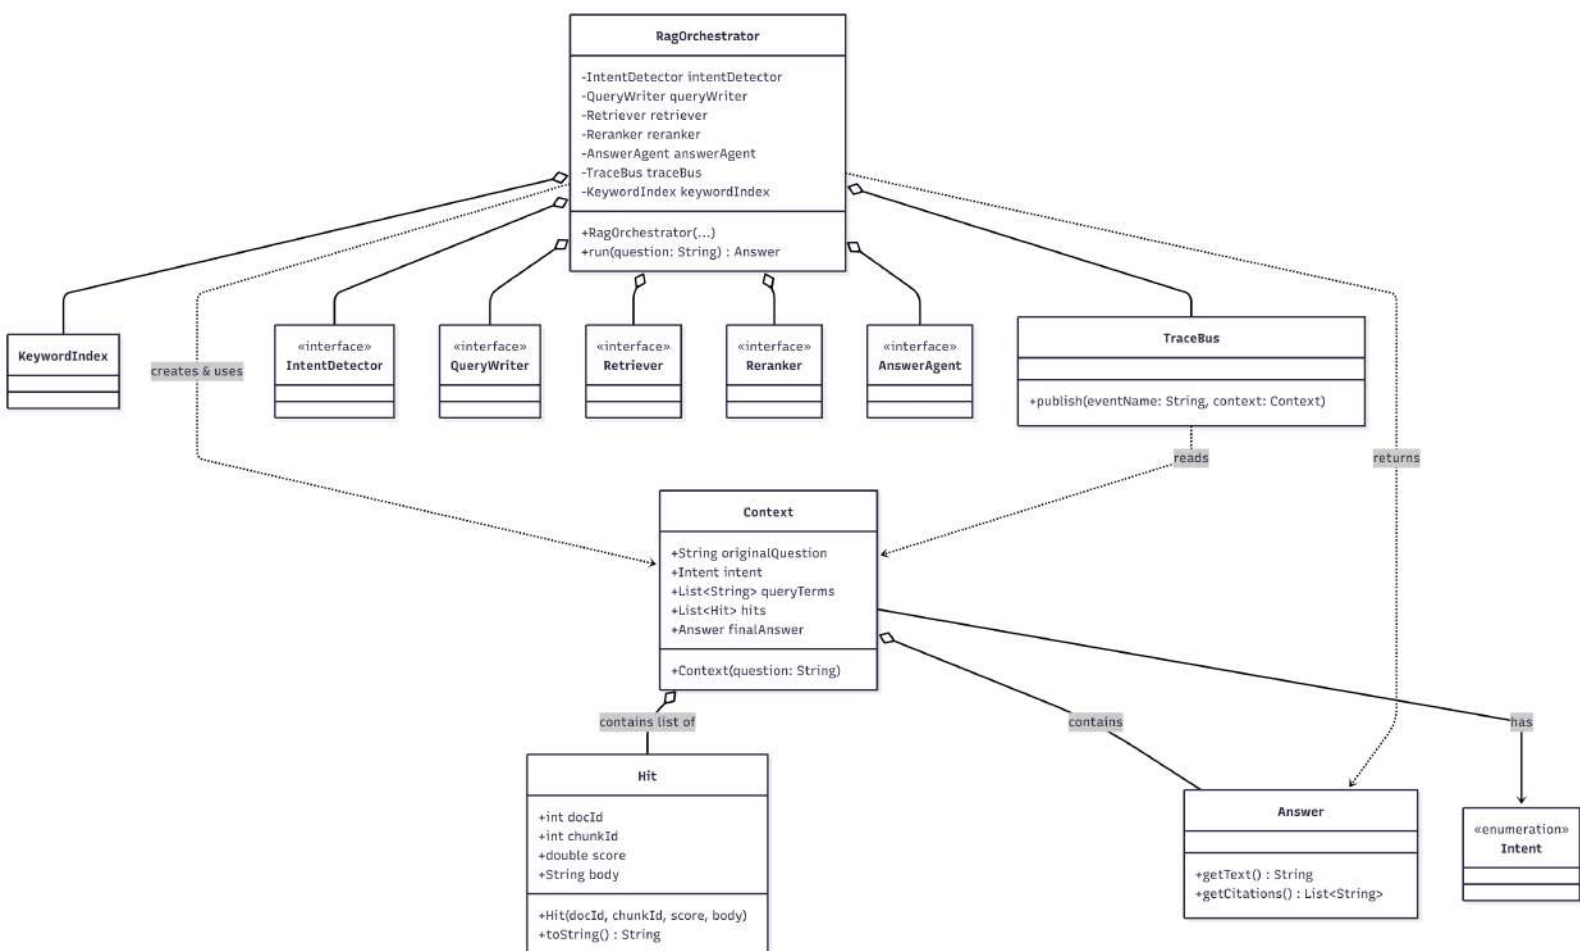 RagOrchestrator
-IntentDetector intentDetector
-QueryWriter queryWriter
-Retriever retriever
-Reranker reranker
-AnswerAgent answerAgent
-TraceBus traceBus
-KeywordIndex keywordIndex
+RagOrchestrator(...)
+run(question: String) : Answer
KeywordIndex
creates & uses
«interface»
IntentDetector
«interface»
QueryWriter
«interface»
Retriever
«interface»
Reranker
«interface»
AnswerAgent
TraceBus
+publish(eventName: String, context: Context)
reads
returns
Context
+String originalQuestion
+Intent intent
+List<String> queryTerms
+List<Hit> hits
+Answer finalAnswer
+Context(question: String)
contains list of
contains
has
Hit
+int docId
+int chunkId
+double score
+String body
+Hit(docId, chunkId, score, body)
+toString() : String
Answer
+getText() : String
+getCitations() : List<String>
«enumeration»
Intent